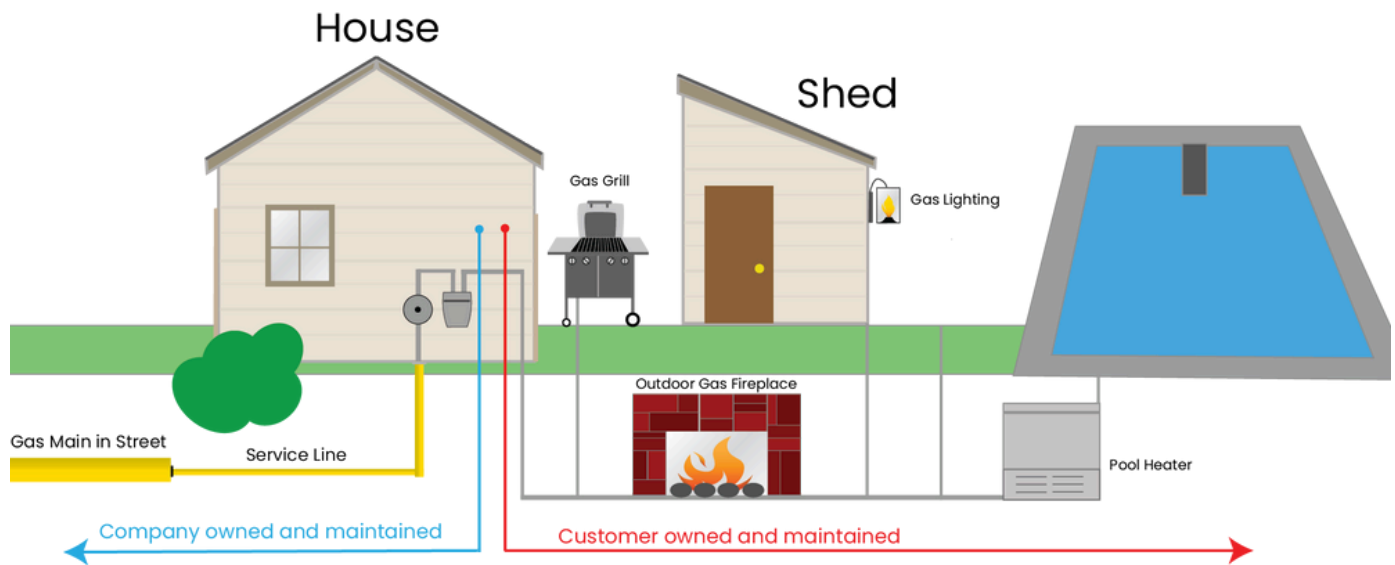 House
Shed
Gas Grill
Gas Lighting
Outdoor Gas Fireplace
Gas Main in Street
Service Line
Pool Heater
Company owned and maintained
Customer owned and maintained